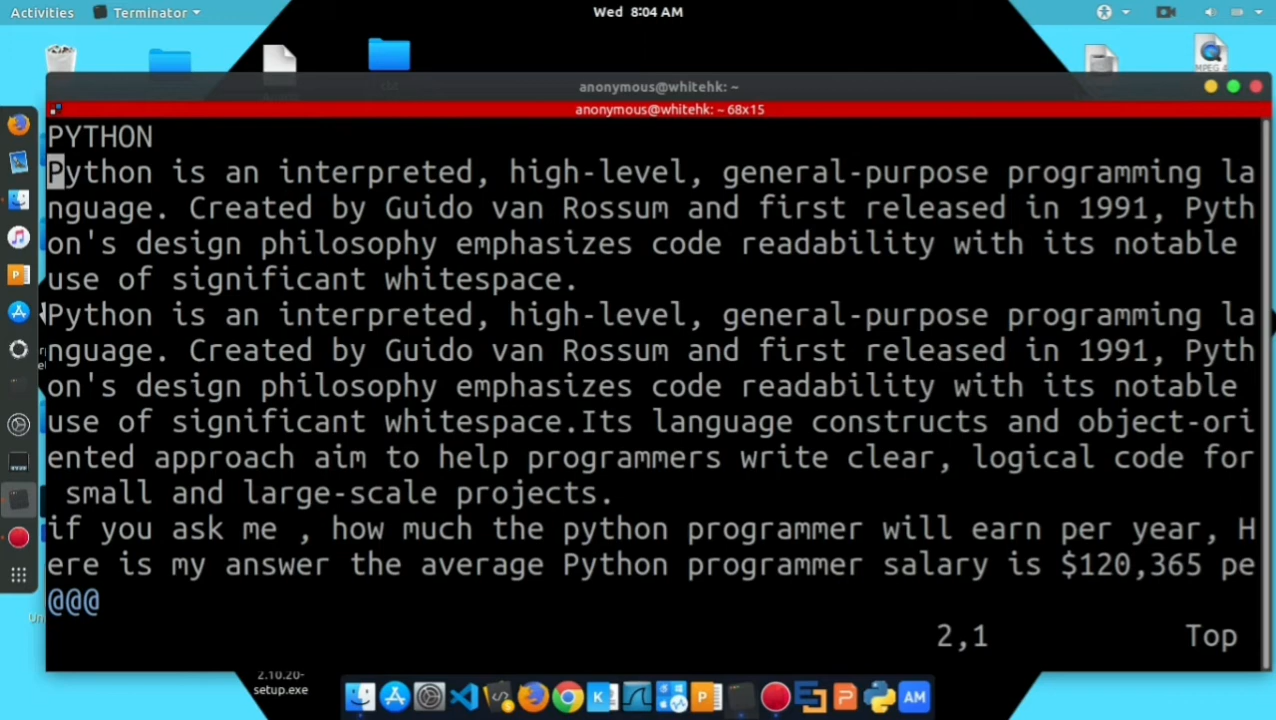 Activities Terminator Wed 8:04 AM
MPEG 4
anonymous@whitehk: ~
anonymous@whitehk: ~ 68x15
PYTHON
Python is an interpreted, high-level, general-purpose programming la
nguage. Created by Guido van Rossum and first released in 1991, Pyth
on's design philosophy emphasizes code readability with its notable
use of significant whitespace.
Python is an interpreted, high-level, general-purpose programming la
nguage. Created by Guido van Rossum and first released in 1991, Pyth
on's design philosophy emphasizes code readability with its notable
use of significant whitespace.Its language constructs and object-ori
ented approach aim to help programmers write clear, logical code for
small and large-scale projects.
if you ask me , how much the python programmer will earn per year, H
ere is my answer the average Python programmer salary is $120,365 pe
@@@
2,1 Top
2.10.20-
setup.exe
AM